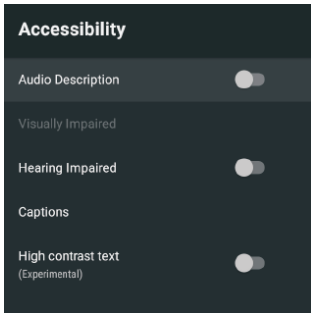 Accessibility
Audio Description
Visually Impaired
Hearing Impaired
Captions
High contrast text
(Experimental)